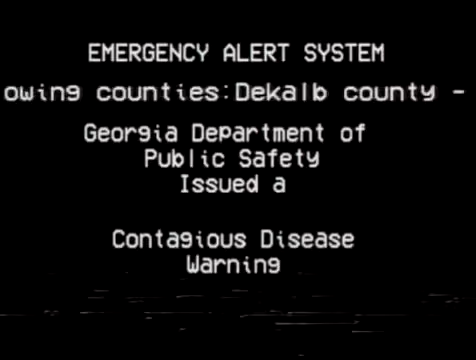 EMERGENCY ALERT SYSTEM
owing counties:Dekalb county -
Georgia Department of
Public Safety
Issued a
Contagious Disease
Warning